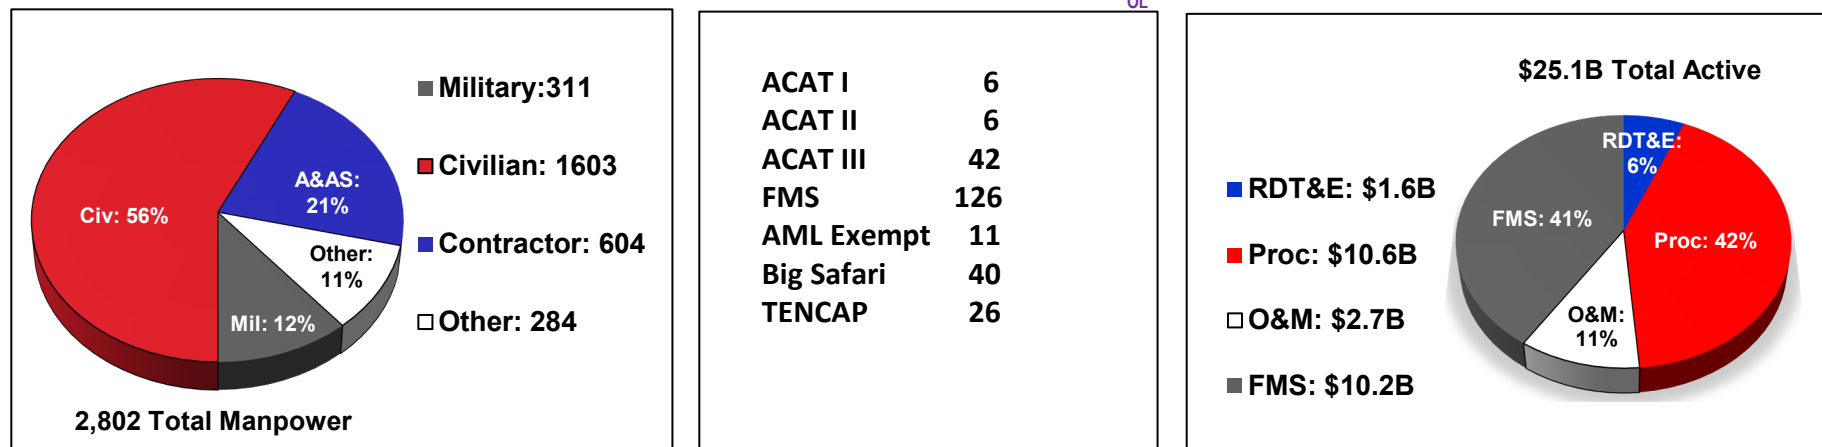 OL
Military:311
Civilian: 1603
Contractor: 604
Other: 284
Civ: 56%
A&AS:
21%
Other:
11%
Mil: 12%
2,802 Total Manpower
ACAT I 6
ACAT II 6
ACAT III 42
FMS 126
AML Exempt 11
Big Safari 40
TENCAP 26
$25.1B Total Active
RDT&E: $1.6B
Proc: $10.6B
O&M: $2.7B
FMS: $10.2B
RDT&E:
6%
FMS: 41%
Proc: 42%
O&M:
11%